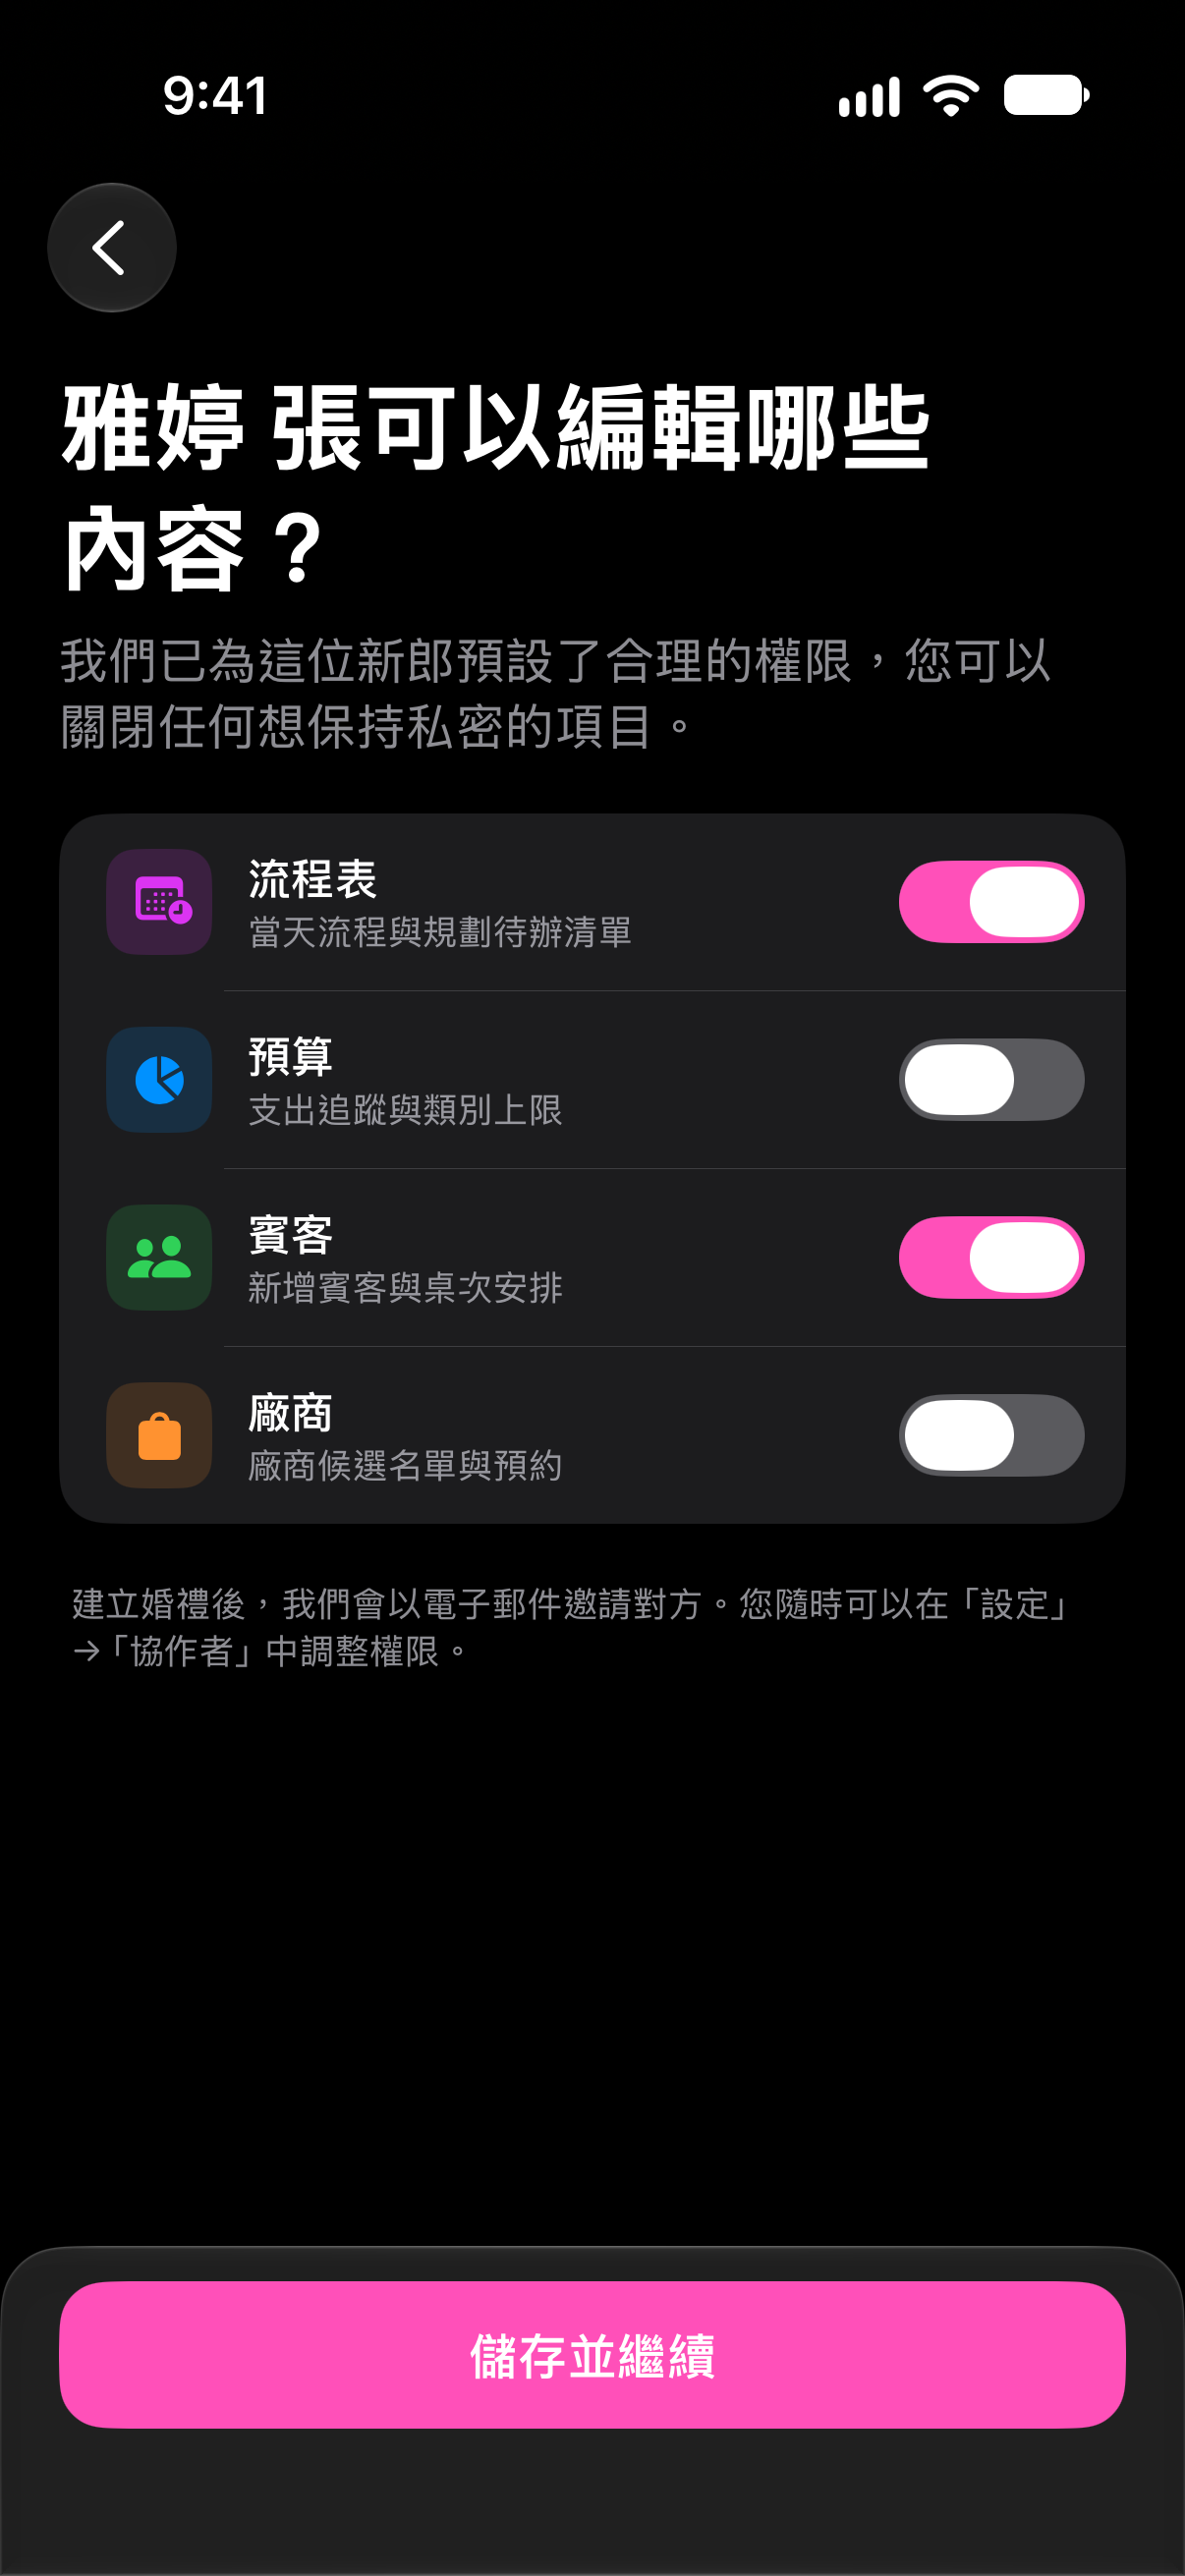 9:41
雅婷 張可以編輯哪些
內容？
我們已為這位新郎預設了合理的權限，您可以
關閉任何想保持私密的項目。
流程表
當天流程與規劃待辦清單
預算
支出追蹤與類別上限
賓客
新增賓客與桌次安排
廠商
廠商候選名單與預約
建立婚禮後，我們會以電子郵件邀請對方。您隨時可以在「設定」
→「協作者」中調整權限。
儲存並繼續